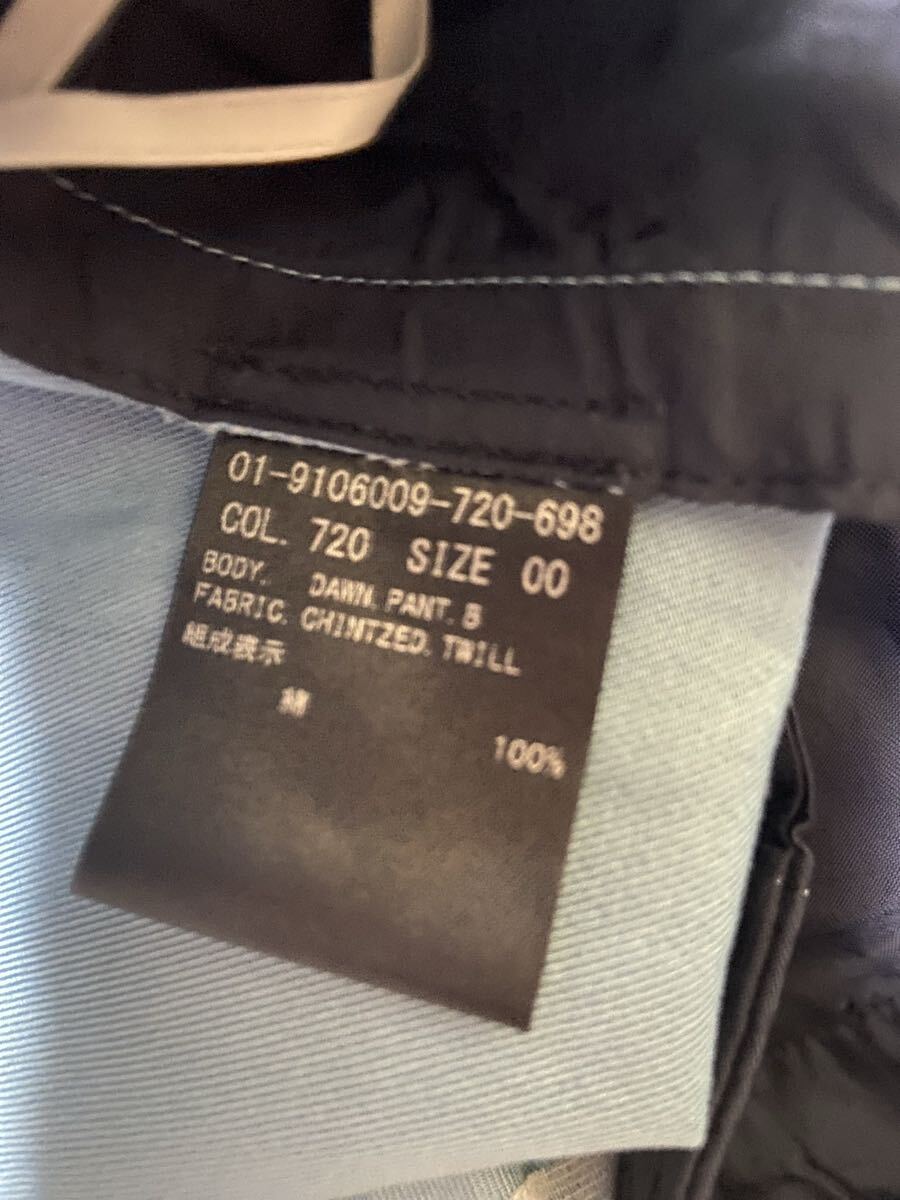 01-9106009-720-698
COL. 720 SIZE 00
BODY. DAWN. PANT. B
FABRIC. CHINTZED. TWILL
組成表示
100%